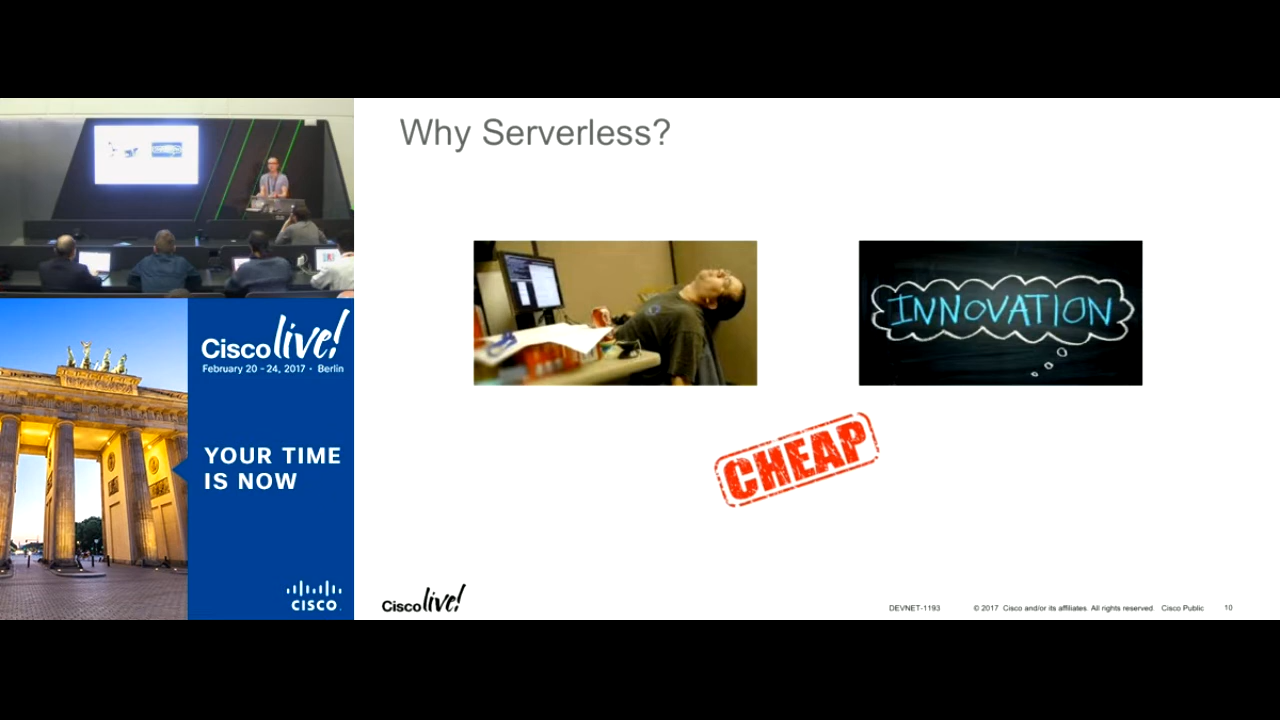 Why Serverless?
INNOVATION
CHEAP
Cisco live!
February 20 - 24, 2017 • Berlin
YOUR TIME
IS NOW
CISCO
Cisco live!
DEVNET-1193 © 2017 Cisco and/or its affiliates. All rights reserved. Cisco Public 10